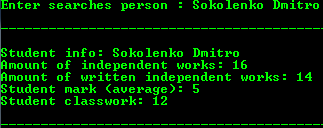 Enter searches person : Sokolenko Dmitro
Student info: Sokolenko Dmitro
Amount of independent works: 16
Amount of written independent works: 14
Student mark (average): 5
Student classwork: 12